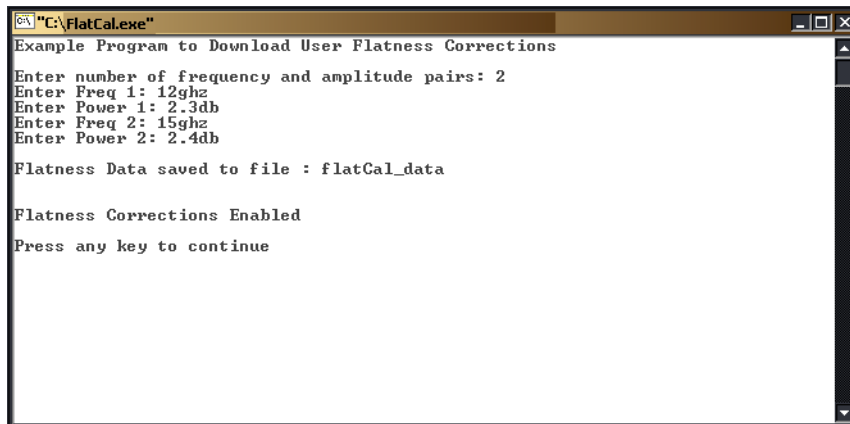 "C:\FlatCal.exe"
Example Program to Download User Flatness Corrections
Enter number of frequency and amplitude pairs: 2
Enter Freq 1: 12ghz
Enter Power 1: 2.3db
Enter Freq 2: 15ghz
Enter Power 2: 2.4db
Flatness Data saved to file : flatCal_data
Flatness Corrections Enabled
Press any key to continue